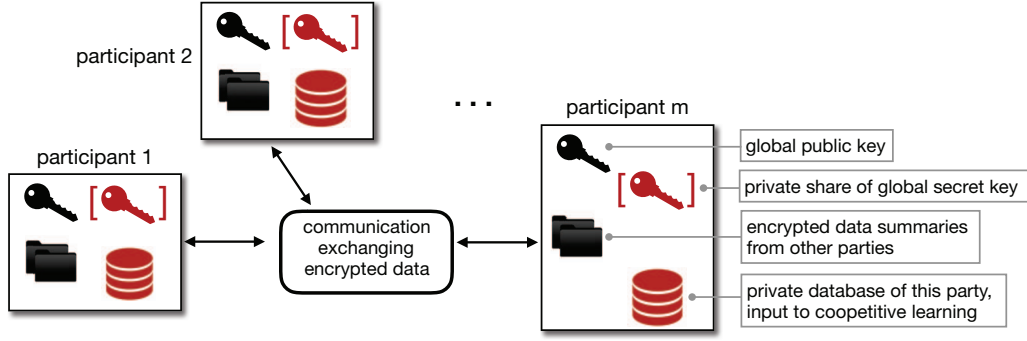 participant 2
. . .
participant m
participant 1
global public key
private share of global secret key
communication
exchanging
encrypted data
encrypted data summaries
from other parties
private database of this party,
input to coopetitive learning